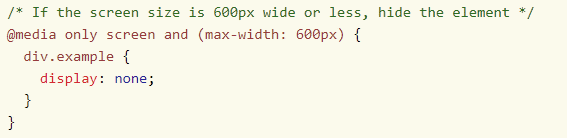 /* If the screen size is 600px wide or less, hide the element */
@media only screen and (max-width: 600px) {
  div.example {
    display: none;
  }
}